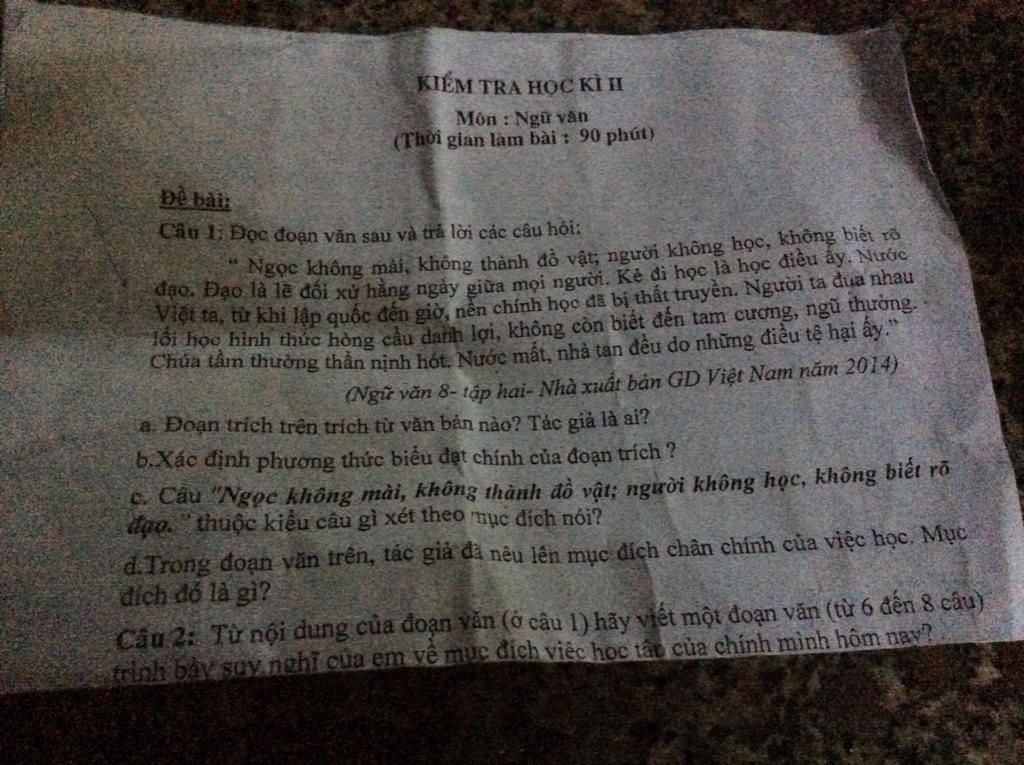 KIỂM TRA HỌC KÌ II
Môn : Ngữ văn
(Thời gian làm bài : 90 phút)
Đề bài:
Câu 1: Đọc đoạn văn sau và trả lời các câu hỏi:
“ Ngọc không mài, không thành đồ vật; người không học, không biết rõ
đạo. Đạo là lẽ đối xử hằng ngày giữa mọi người. Kẻ đi học là học điều ấy. Nước
Việt ta, từ khi lập quốc đến giờ, nền chính học đã bị thất truyền. Người ta đua nhau
lối học hình thức hòng cầu danh lợi, không còn biết đến tam cương, ngũ thường.
Chúa tầm thường thần nịnh hót. Nước mất, nhà tan đều do những điều tệ hại ấy.”
(Ngữ văn 8- tập hai- Nhà xuất bản GD Việt Nam năm 2014)
a. Đoạn trích trên trích từ văn bản nào? Tác giả là ai?
b.Xác định phương thức biểu đạt chính của đoạn trích ?
c. Câu "Ngọc không mài, không thành đồ vật; người không học, không biết rõ
đạo. " thuộc kiểu câu gì xét theo mục đích nói?
d.Trong đoạn văn trên, tác giả đã nêu lên mục đích chân chính của việc học. Mục
đích đó là gì?
Câu 2: Từ nội dung của đoạn văn (ở câu 1) hãy viết một đoạn văn (từ 6 đến 8 câu)
trình bày suy nghĩ của em về mục đích việc học tập của chính mình hôm nay?